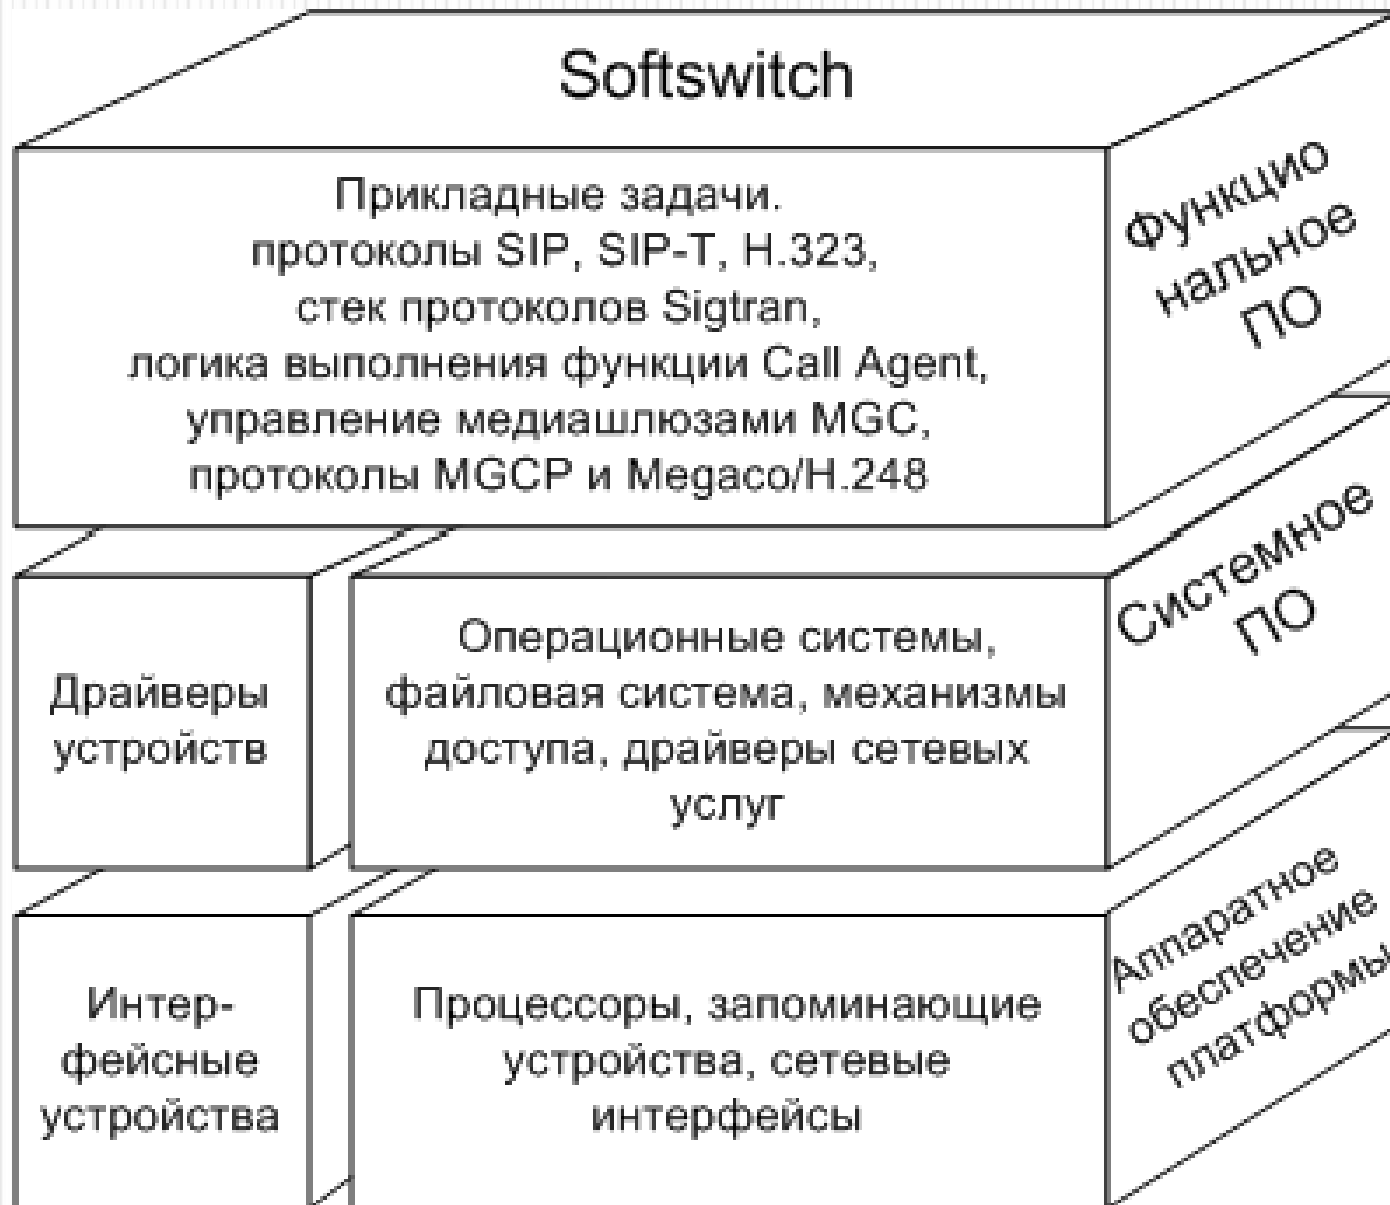 Softswitch
Прикладные задачи.
протоколы SIP, SIP-T, H.323,
стек протоколов Sigtran,
логика выполнения функции Call Agent,
управление медиашлюзами MGC,
протоколы MGCP и Megaco/H.248
Функцио
нальное
ПО
Драйверы
устройств
Операционные системы,
файловая система, механизмы
доступа, драйверы сетевых
услуг
Системное
ПО
Интер-
фейсные
устройства
Процессоры, запоминающие
устройства, сетевые
интерфейсы
Аппаратное
обеспечение
платформы